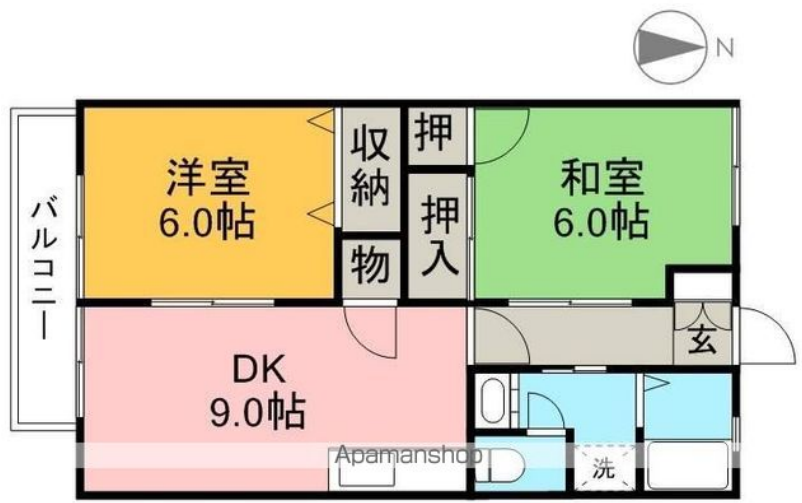 N
洋室
6.0帖
収納
押
和室
6.0帖
押入
物
バルコニー
玄
DK
9.0帖
Apamanshop
洗